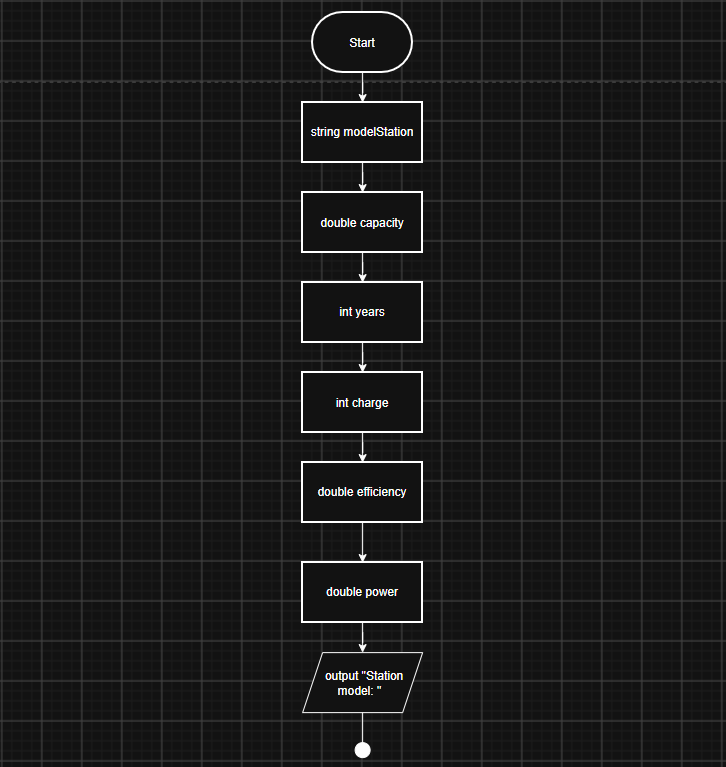 Start
string modelStation
double capacity
int years
int charge
double efficiency
double power
output "Station
model: "